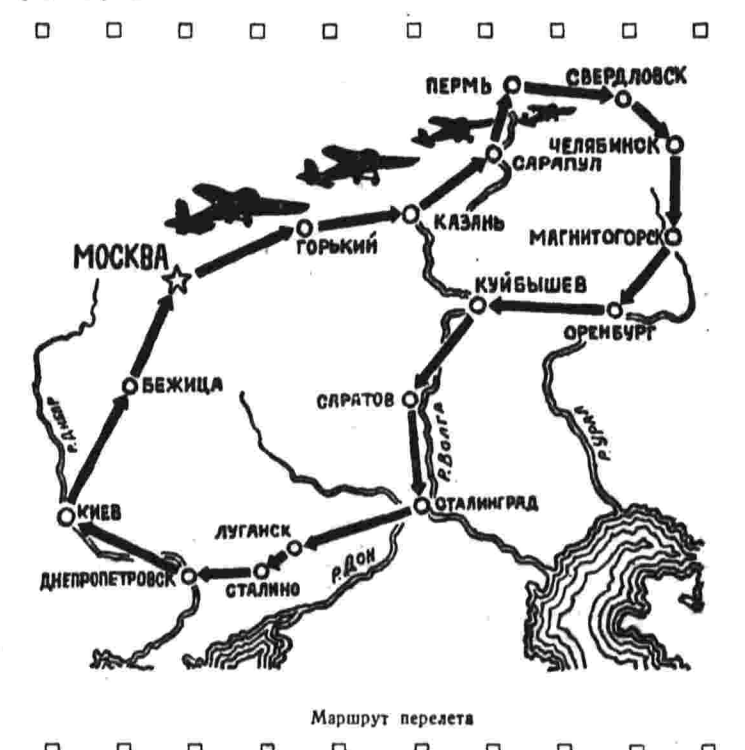 ПЕРМЬ
СВЕРДЛОВСК
ЧЕЛЯБИНСК
САРАПУЛ
КАЗАНЬ
ГОРЬКИЙ
МАГНИТОГОРСК
МОСКВА
КУЙБЫШЕВ
ОРЕНБУРГ
БЕЖИЦА
САРАТОВ
Р.ДНЕПР
Р.ВОЛГА
Р.УРАЛ
КИЕВ
СТАЛИНГРАД
ЛУГАНСК
Р.ДОН
ДНЕПРОПЕТРОВСК
СТАЛИНО
Маршрут перелета